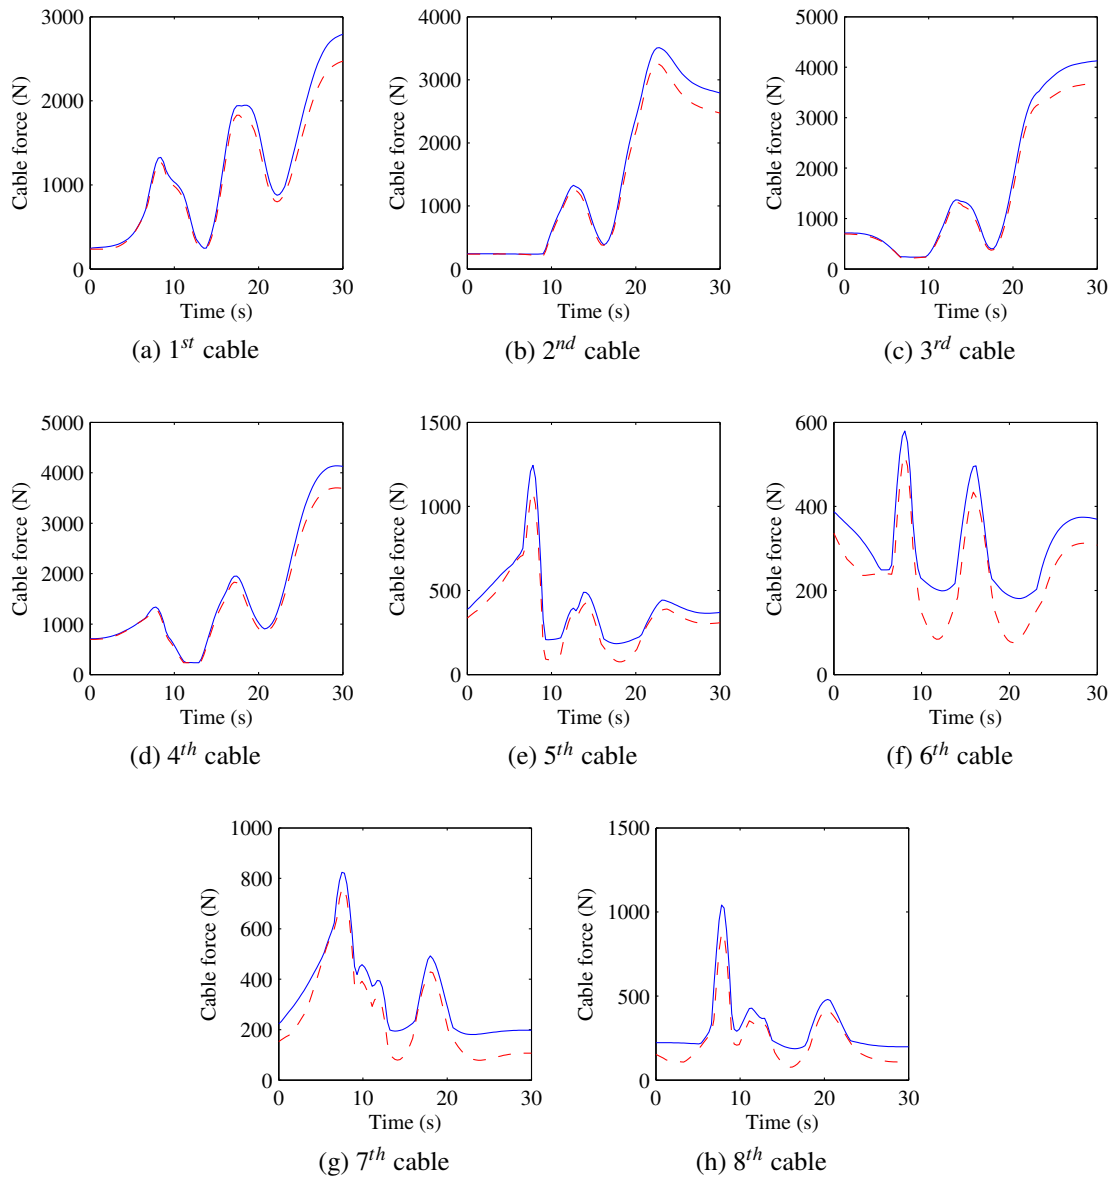 3000
2000
1000
0
Cable force (N)
0 10 20 30
Time (s)
(a) 1st cable
4000
3000
2000
1000
0
Cable force (N)
0 10 20 30
Time (s)
(b) 2nd cable
5000
4000
3000
2000
1000
0
Cable force (N)
0 10 20 30
Time (s)
(c) 3rd cable
5000
4000
3000
2000
1000
0
Cable force (N)
0 10 20 30
Time (s)
(d) 4th cable
1500
1000
500
0
Cable force (N)
0 10 20 30
Time (s)
(e) 5th cable
600
400
200
0
Cable force (N)
0 10 20 30
Time (s)
(f) 6th cable
1000
800
600
400
200
0
Cable force (N)
0 10 20 30
Time (s)
(g) 7th cable
1500
1000
500
0
Cable force (N)
0 10 20 30
Time (s)
(h) 8th cable